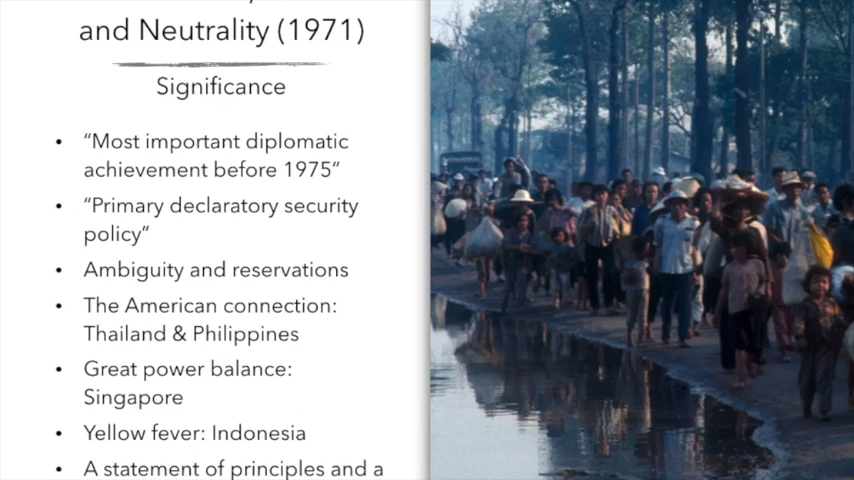 and Neutrality (1971)
Significance
• “Most important diplomatic
achievement before 1975”
• “Primary declaratory security
policy“
• Ambiguity and reservations
• The American connection:
Thailand & Philippines
• Great power balance:
Singapore
• Yellow fever: Indonesia
• A statement of principles and a